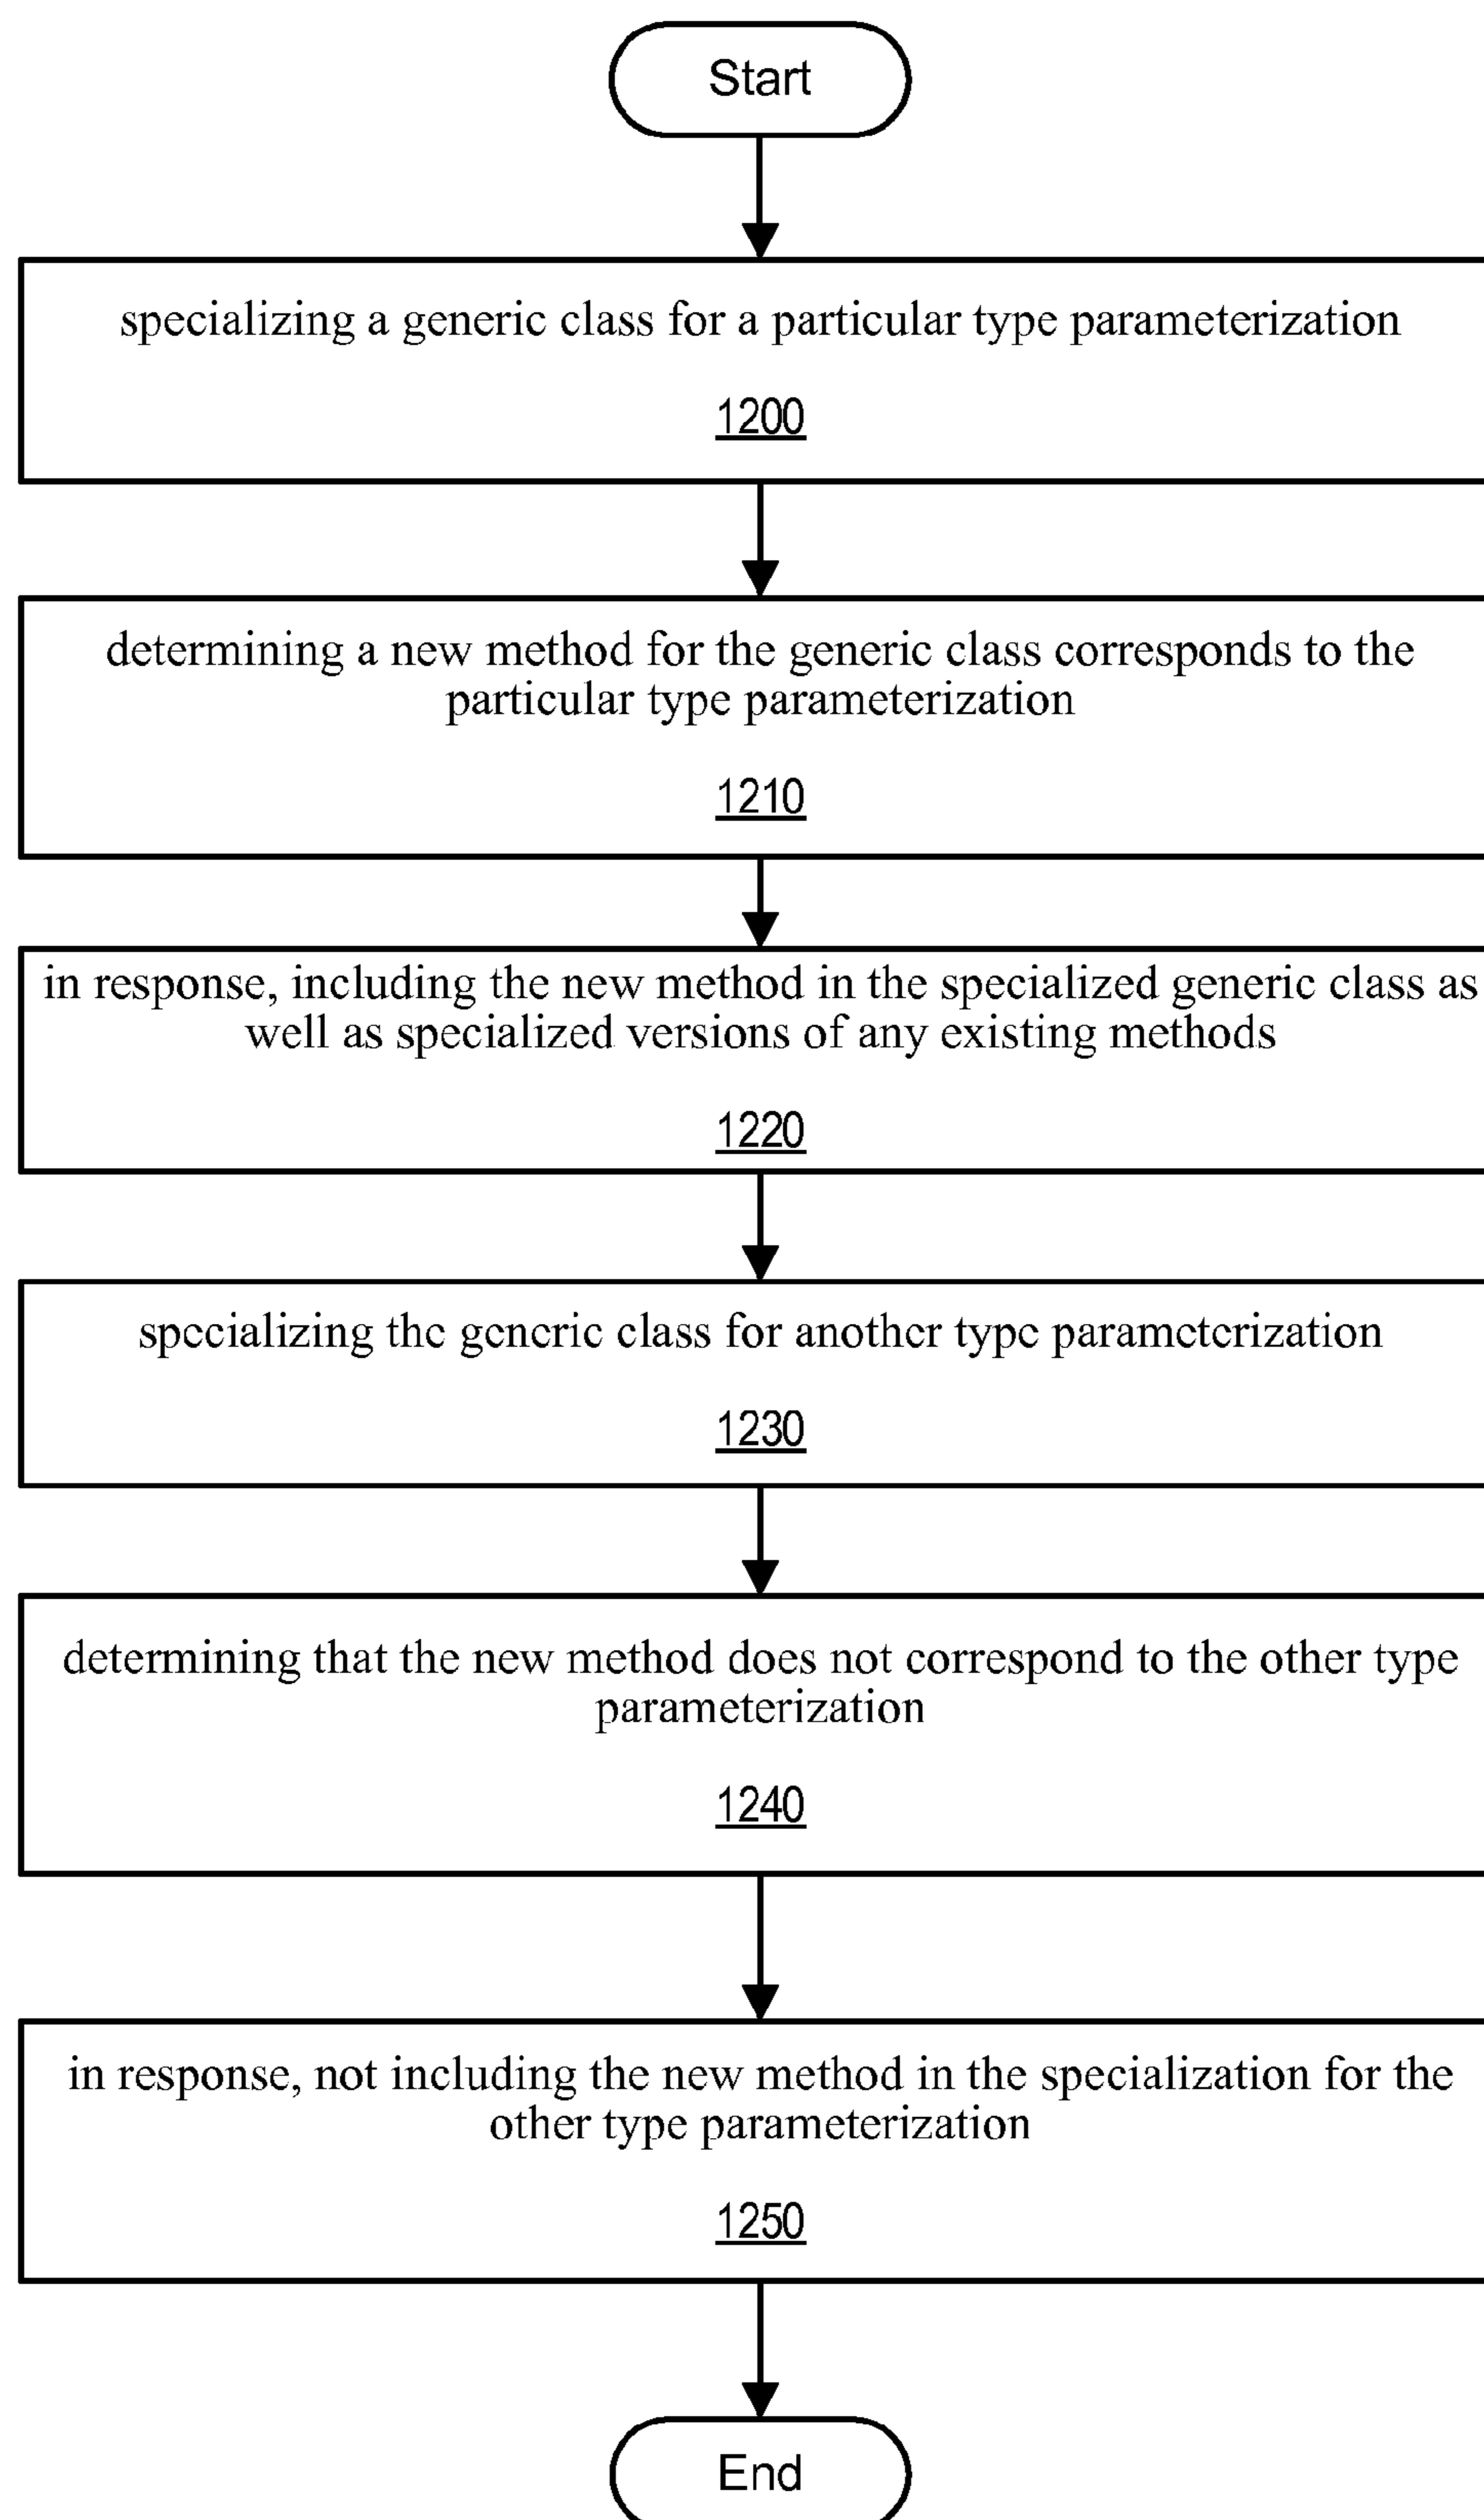 Start
specializing a generic class for a particular type parameterization
1200
determining a new method for the generic class corresponds to the
particular type parameterization
1210
in response, including the new method in the specialized generic class as
well as specialized versions of any existing methods
1220
specializing the generic class for another type parameterization
1230
determining that the new method does not correspond to the other type
parameterization
1240
in response, not including the new method in the specialization for the
other type parameterization
1250
End